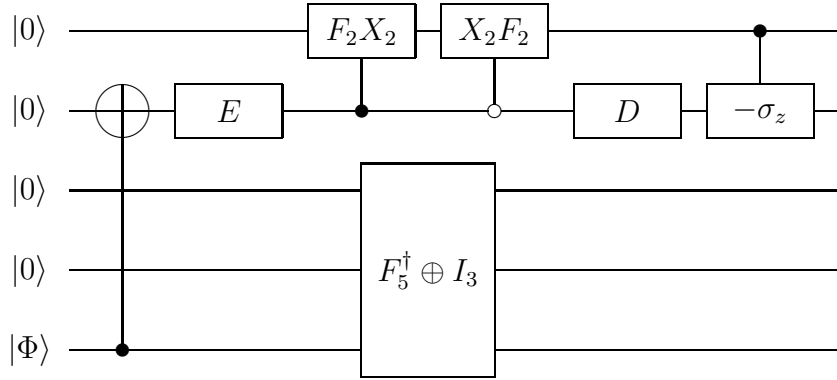 |0⟩ F₂X₂ X₂F₂
|0⟩ E D −σ_z
|0⟩
|0⟩ F₅† ⊕ I₃
|Φ⟩